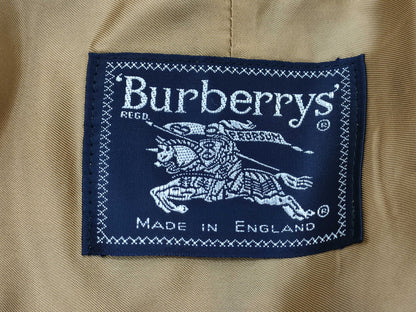 'Burberrys'
REGD. ®
PRORSUM
®
MADE IN ENGLAND